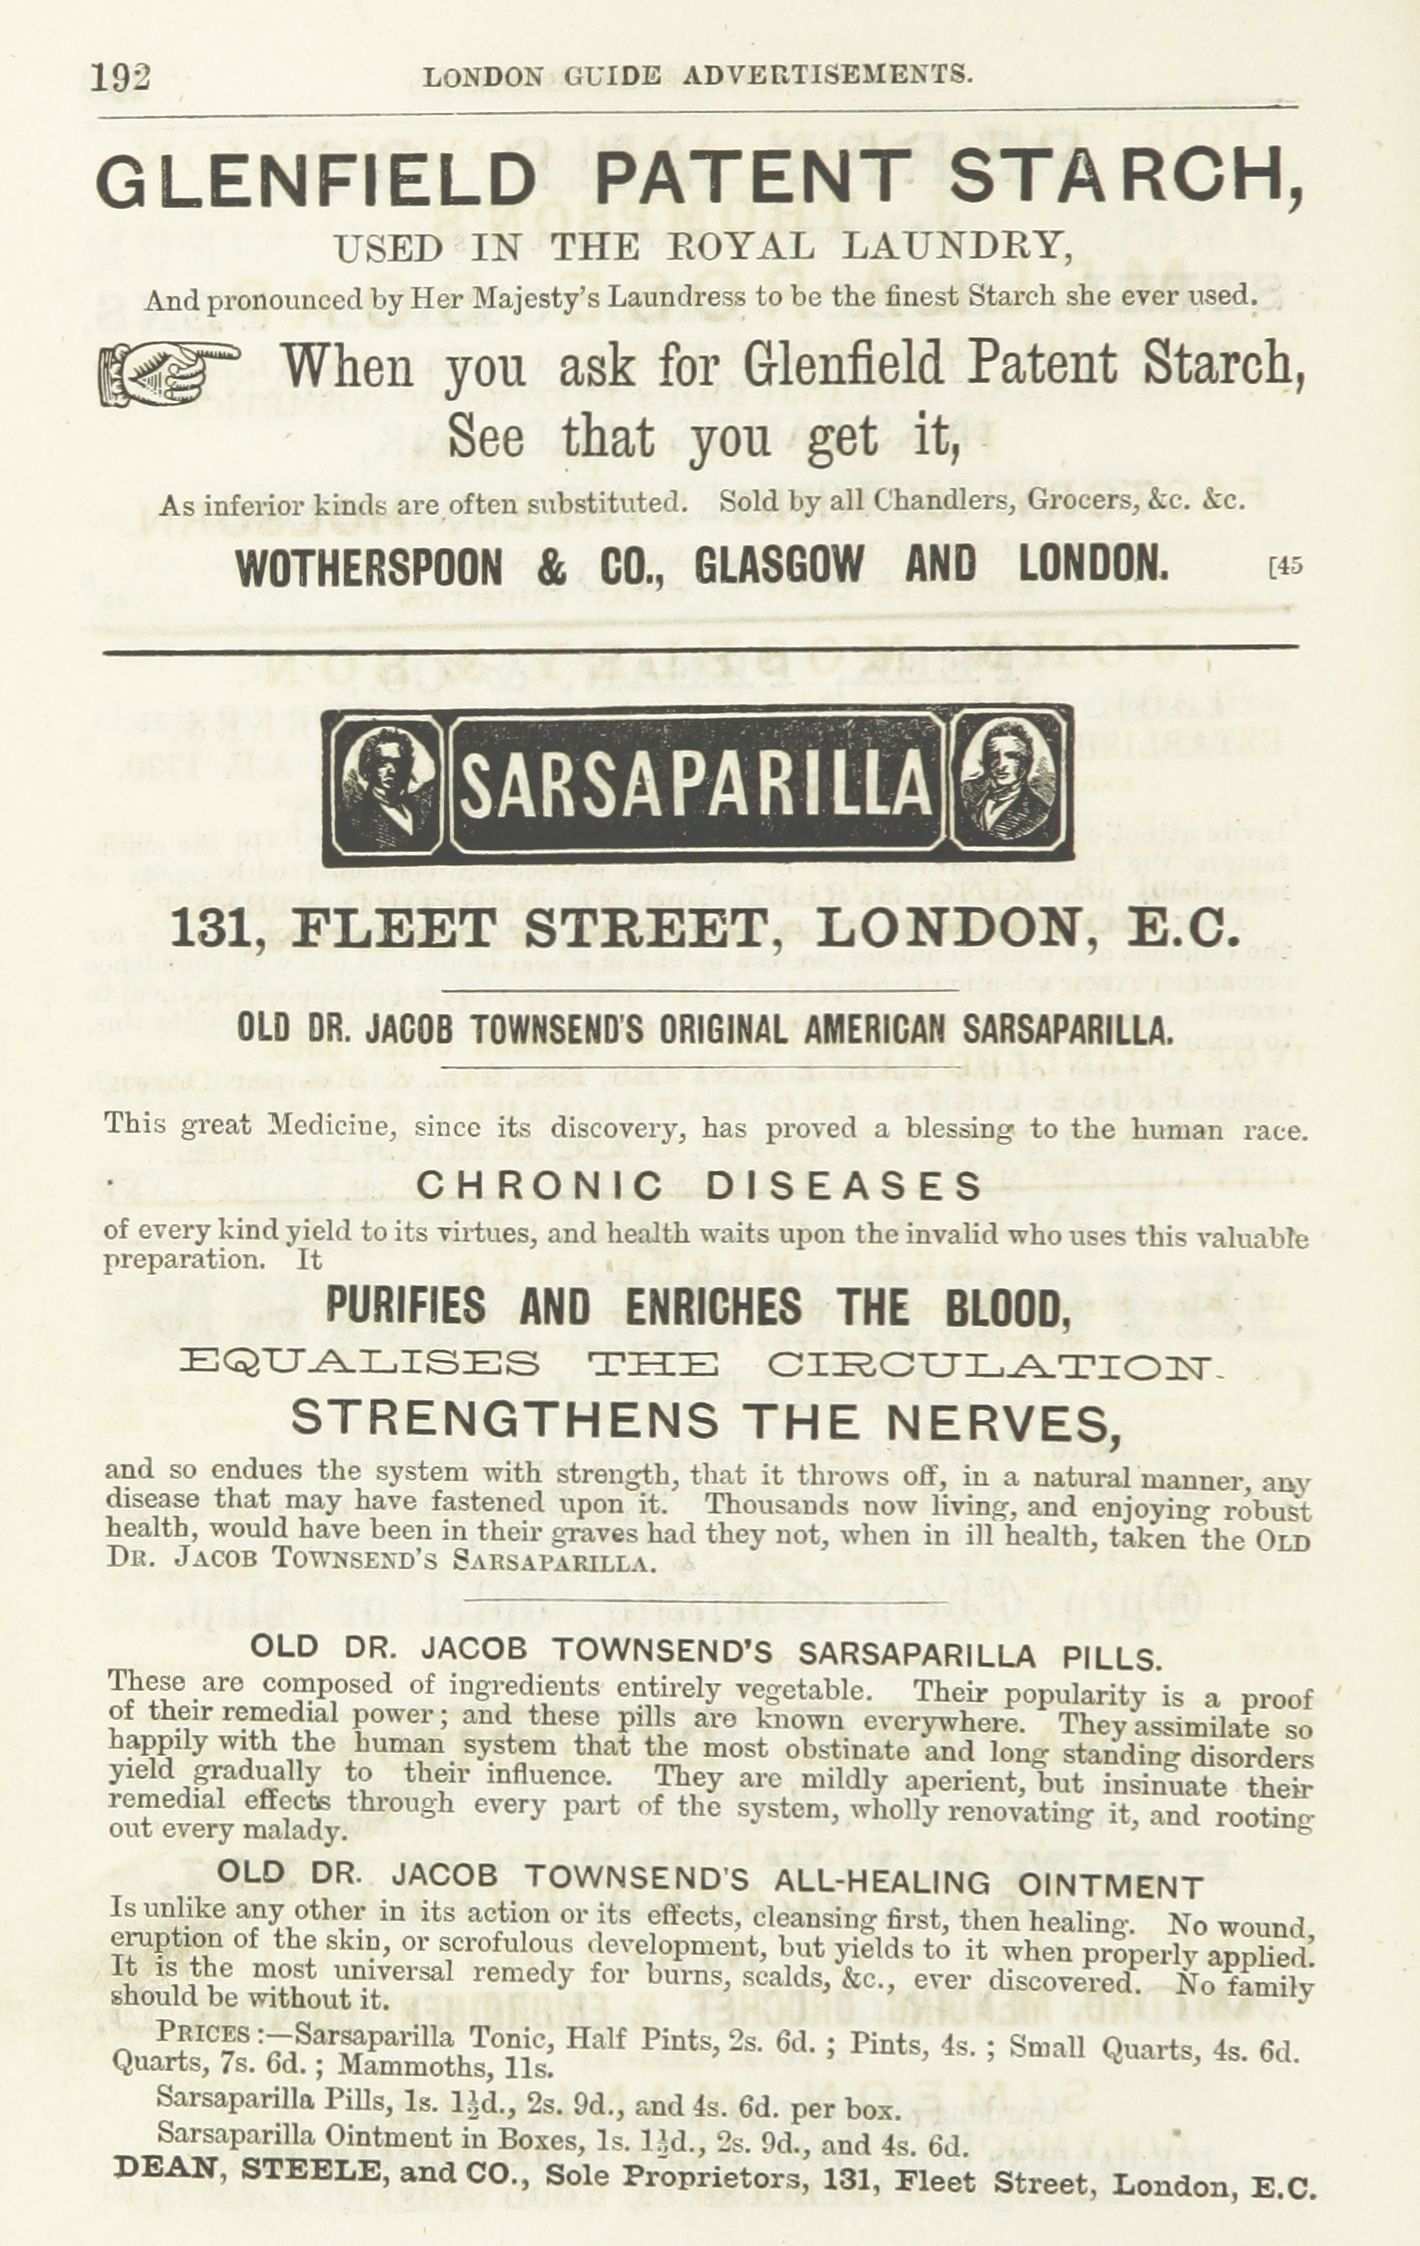 192
LONDON GUIDE ADVERTISEMENTS.
GLENFIELD PATENT STARCH,
USED IN THE ROYAL LAUNDRY,
And pronounced by Her Majesty's Laundress to be the finest Starch she ever used.
When you ask for Glenfield Patent Starch,
See that you get it,
As inferior kinds are often substituted. Sold by all Chandlers, Grocers, &c. &c.
WOTHERSPOON & CO., GLASGOW AND LONDON. [45
SARSAPARILLA
131, FLEET STREET, LONDON, E.C.
OLD DR. JACOB TOWNSEND'S ORIGINAL AMERICAN SARSAPARILLA.
This great Medicine, since its discovery, has proved a blessing to the human race.
CHRONIC DISEASES
of every kind yield to its virtues, and health waits upon the invalid who uses this valuable
preparation. It
PURIFIES AND ENRICHES THE BLOOD,
EQUALISES THE CIRCULATION.
STRENGTHENS THE NERVES,
and so endues the system with strength, that it throws off, in a natural manner, any
disease that may have fastened upon it. Thousands now living, and enjoying robust
health, would have been in their graves had they not, when in ill health, taken the OLD
DR. JACOB TOWNSEND'S SARSAPARILLA.
OLD DR. JACOB TOWNSEND'S SARSAPARILLA PILLS.
These are composed of ingredients entirely vegetable. Their popularity is a proof
of their remedial power; and these pills are known everywhere. They assimilate so
happily with the human system that the most obstinate and long standing disorders
yield gradually to their influence. They are mildly aperient, but insinuate their
remedial effects through every part of the system, wholly renovating it, and rooting
out every malady.
OLD DR. JACOB TOWNSEND'S ALL-HEALING OINTMENT
Is unlike any other in its action or its effects, cleansing first, then healing. No wound,
eruption of the skin, or scrofulous development, but yields to it when properly applied.
It is the most universal remedy for burns, scalds, &c., ever discovered. No family
should be without it.
PRICES:—Sarsaparilla Tonic, Half Pints, 2s. 6d.; Pints, 4s.; Small Quarts, 4s. 6d.
Quarts, 7s. 6d.; Mammoths, 11s.
Sarsaparilla Pills, 1s. 1½d., 2s. 9d., and 4s. 6d. per box.
Sarsaparilla Ointment in Boxes, 1s. 1½d., 2s. 9d., and 4s. 6d.
DEAN, STEELE, and CO., Sole Proprietors, 131, Fleet Street, London, E.C.